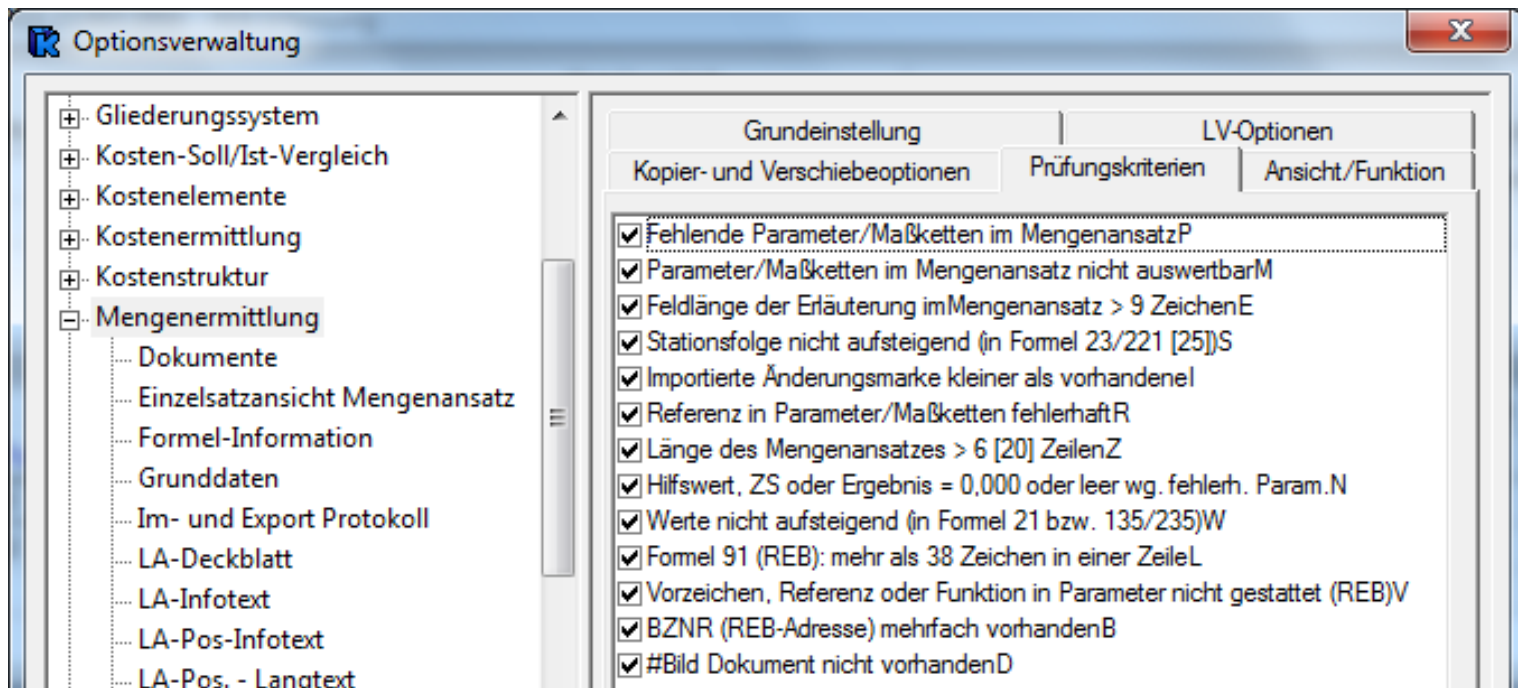 Optionsverwaltung
Gliederungssystem
Kosten-Soll/Ist-Vergleich
Kostenelemente
Kostenermittlung
Kostenstruktur
Mengenermittlung
Dokumente
Einzelsatzansicht Mengenansatz
Formel-Information
Grunddaten
Im- und Export Protokoll
LA-Deckblatt
LA-Infotext
LA-Pos-Infotext
LA-Pos. - Langtext
Grundeinstellung
LV-Optionen
Kopier- und Verschiebeoptionen
Prüfungskriterien
Ansicht/Funktion
Fehlende Parameter/Maßketten im MengenansatzP
Parameter/Maßketten im Mengenansatz nicht auswertbarM
Feldlänge der Erläuterung imMengenansatz > 9 ZeichenE
Stationsfolge nicht aufsteigend (in Formel 23/221 [25])S
Importierte Änderungsmarke kleiner als vorhandeneI
Referenz in Parameter/Maßketten fehlerhaftR
Länge des Mengenansatzes > 6 [20] ZeilenZ
Hilfswert, ZS oder Ergebnis = 0,000 oder leer wg. fehlerh. Param.N
Werte nicht aufsteigend (in Formel 21 bzw. 135/235)W
Formel 91 (REB): mehr als 38 Zeichen in einer ZeileL
Vorzeichen, Referenz oder Funktion in Parameter nicht gestattet (REB)V
BZNR (REB-Adresse) mehrfach vorhandenB
#Bild Dokument nicht vorhandenD